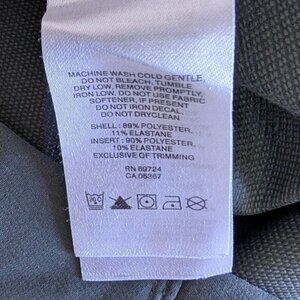 MACHINE WASH COLD GENTLE,
DO NOT BLEACH, TUMBLE
DRY LOW, REMOVE PROMPTLY,
IRON LOW. DO NOT USE FABRIC
SOFTENER, IF PRESENT
DO NOT IRON DECAL,
DO NOT DRYCLEAN
SHELL : 89% POLYESTER,
11% ELASTANE
INSERT : 90% POLYESTER,
10% ELASTANE
EXCLUSIVE OF TRIMMING
RN 69724
CA 05367